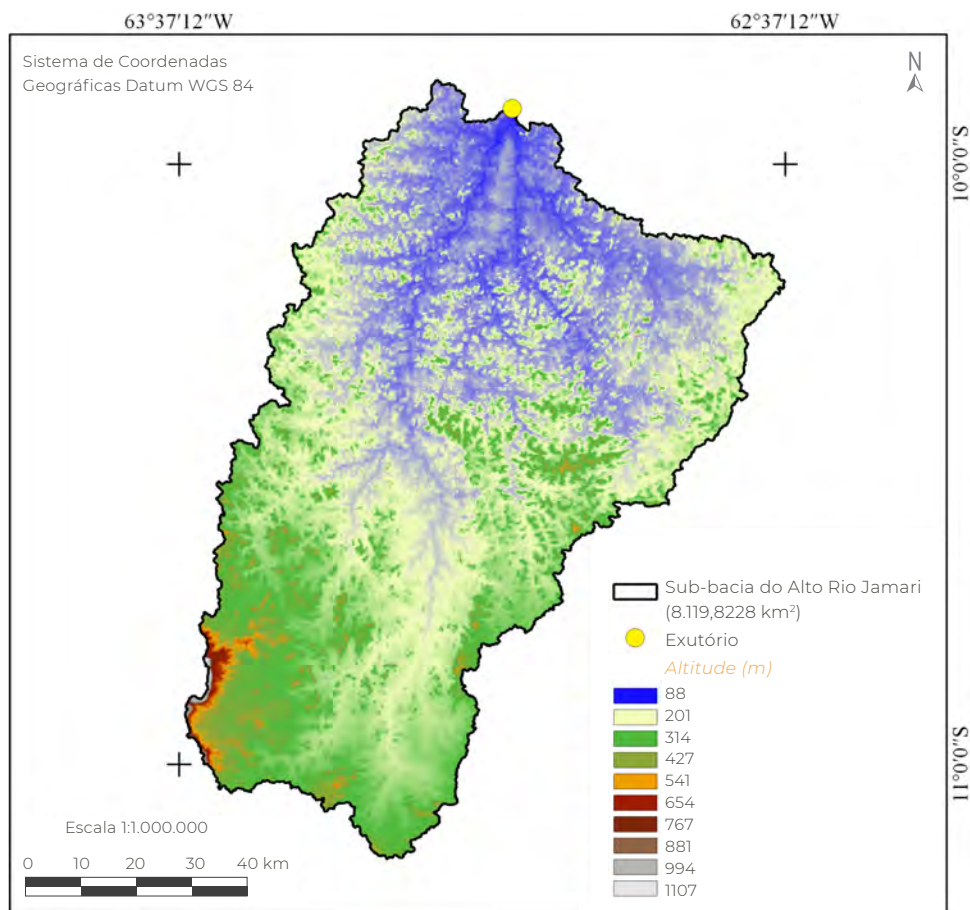 63°37'12"W
62°37'12"W
Sistema de Coordenadas
Geográficas Datum WGS 84
N
10°0'0"S
11°0'0"S
Sub-bacia do Alto Rio Jamari
(8.119,8228 km²)
Exutório
Altitude (m)
88
201
314
427
541
654
767
881
994
1107
Escala 1:1.000.000
0 10 20 30 40 km